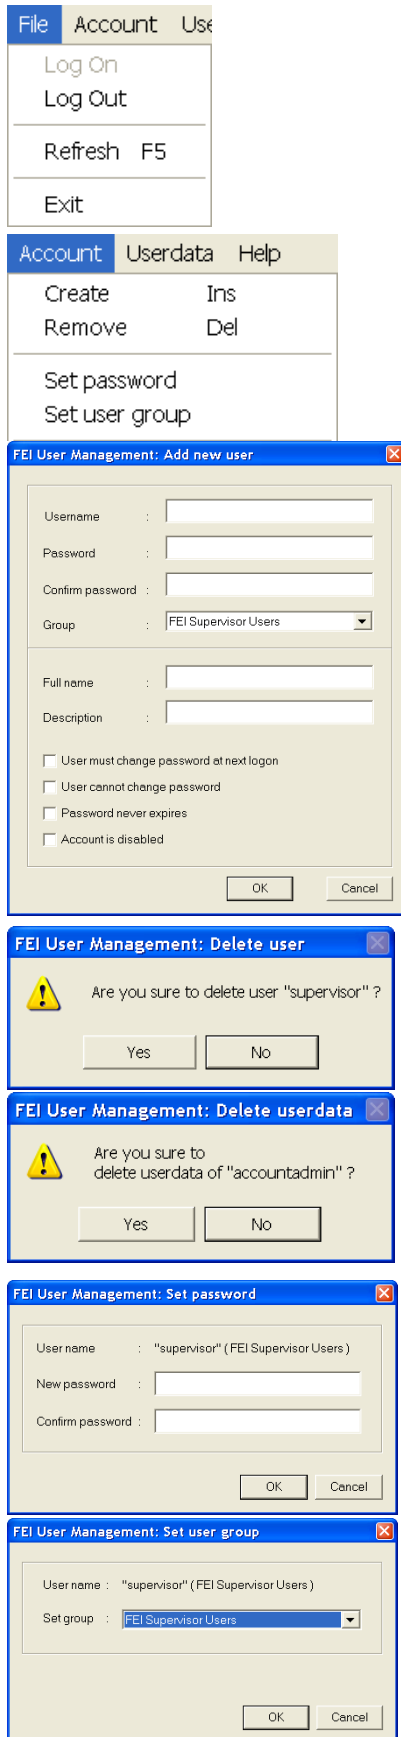 File Account Use
Log On
Log Out
Refresh F5
Exit
Account Userdata Help
Create Ins
Remove Del
Set password
Set user group
FEI User Management: Add new user
Username :
Password :
Confirm password :
Group : FEI Supervisor Users
Full name :
Description :
User must change password at next logon
User cannot change password
Password never expires
Account is disabled
OK Cancel
FEI User Management: Delete user
Are you sure to delete user "supervisor" ?
Yes No
FEI User Management: Delete userdata
Are you sure to
delete userdata of "accountadmin" ?
Yes No
FEI User Management: Set password
User name : "supervisor" ( FEI Supervisor Users )
New password :
Confirm password :
OK Cancel
FEI User Management: Set user group
User name : "supervisor" ( FEI Supervisor Users )
Set group : FEI Supervisor Users
OK Cancel